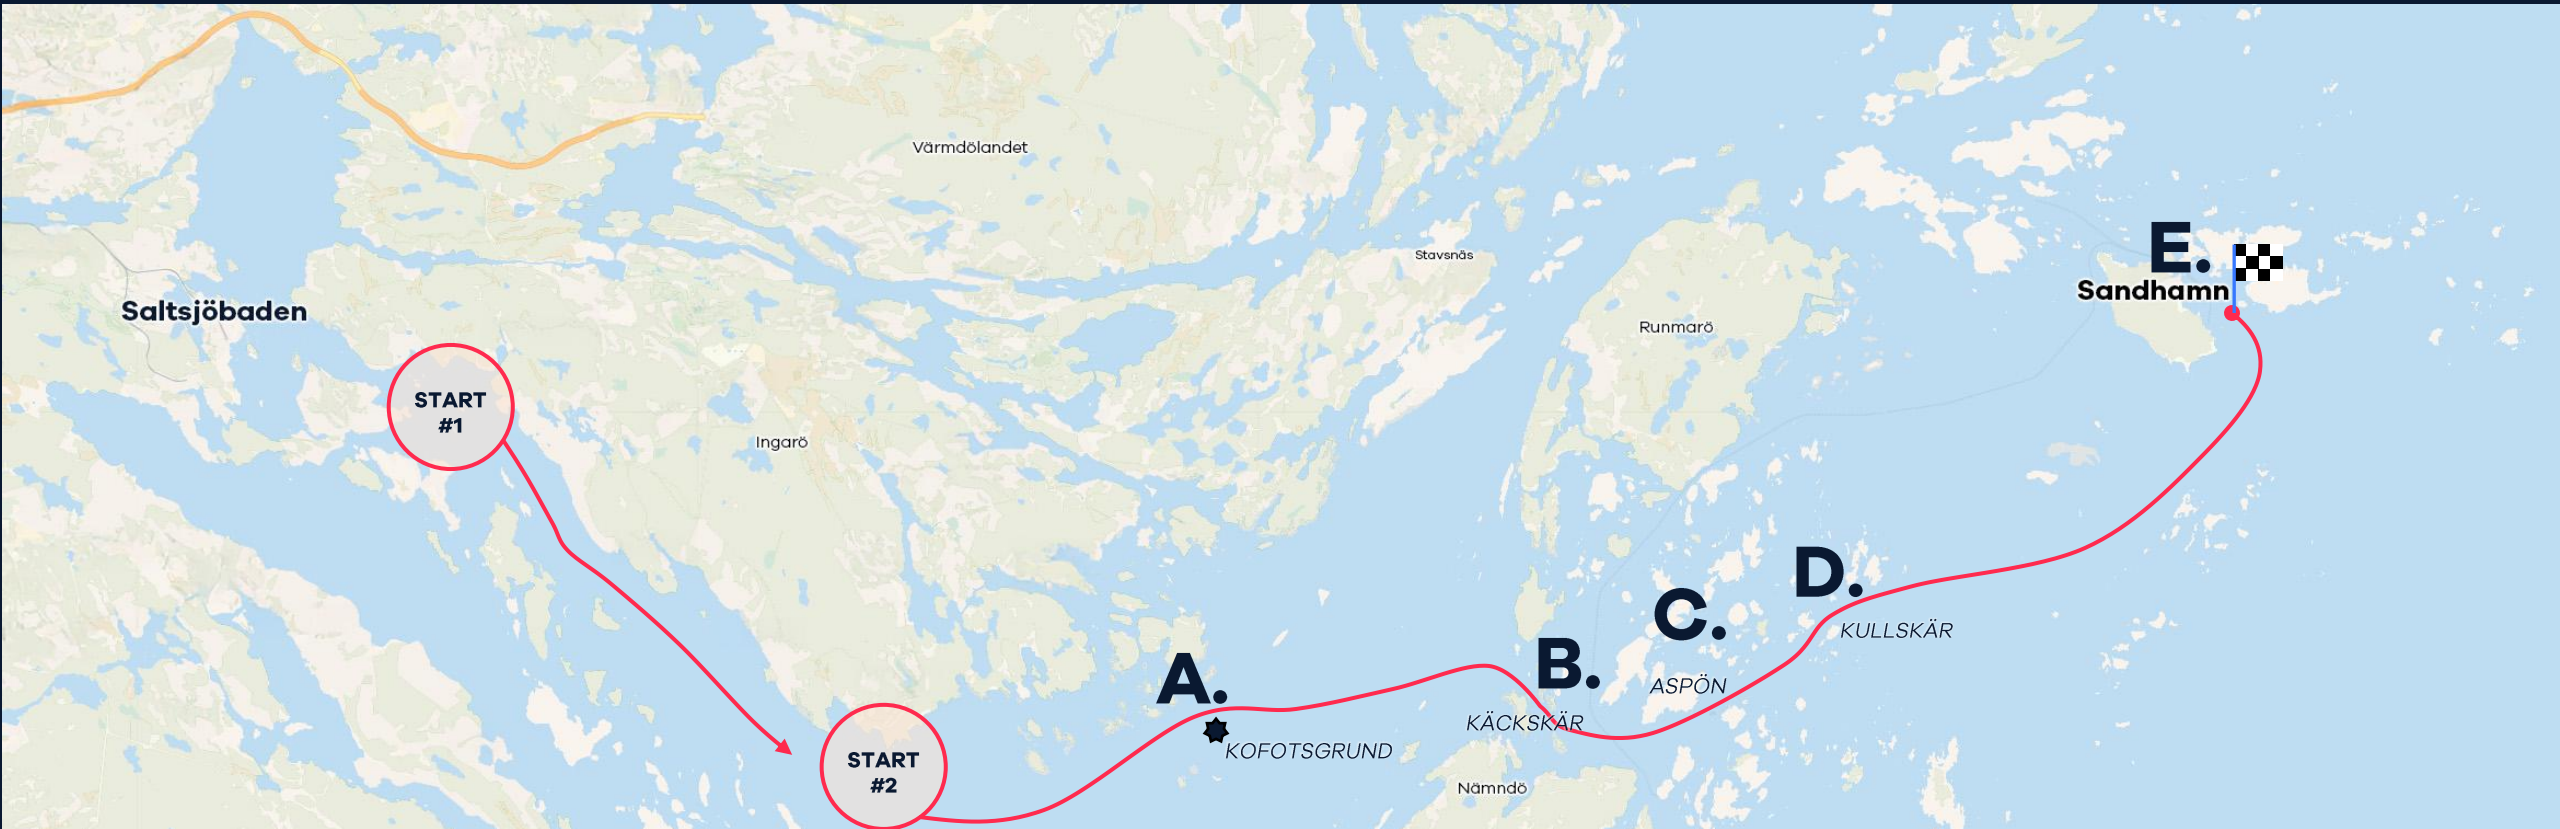 Värmdölandet
Stavsnäs
E.
Sandhamn
Saltsjöbaden
Runmarö
START
#1
Ingarö
D.
C.
KULLSKÄR
B.
A.
ASPÖN
KÄCKSKÄR
KOFOTSGRUND
START
#2
Nämndö